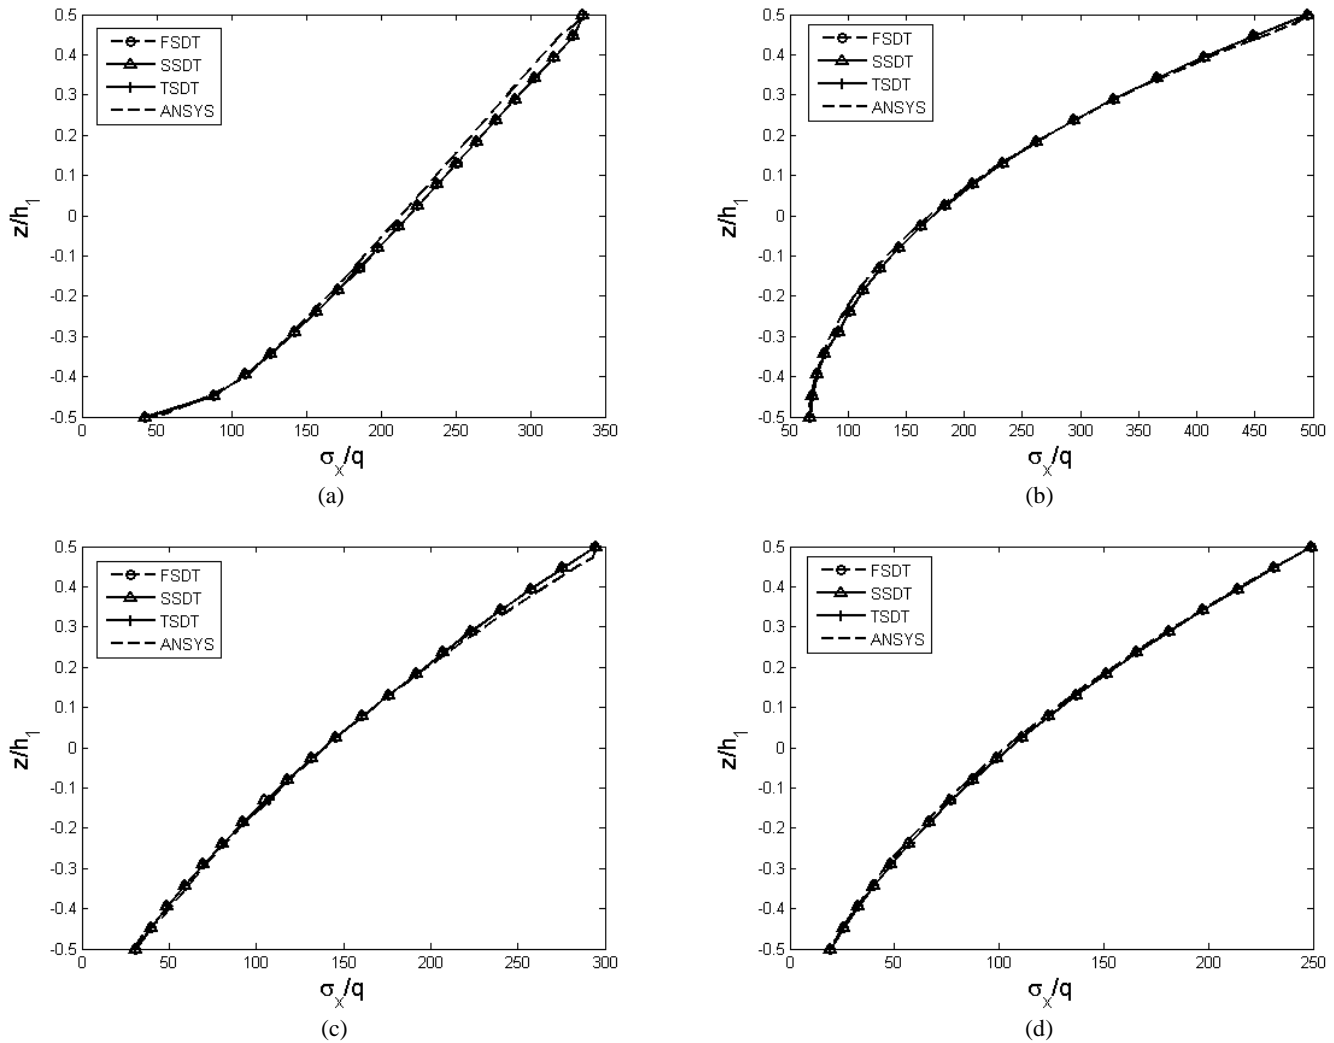 0.5
0.4
0.3
0.2
0.1
0
-0.1
-0.2
-0.3
-0.4
-0.5
z/h1
FSDT
SSDT
TSDT
ANSYS
0 50 100 150 200 250 300 350
σx/q
(a)
0.5
0.4
0.3
0.2
0.1
0
-0.1
-0.2
-0.3
-0.4
-0.5
z/h1
FSDT
SSDT
TSDT
ANSYS
50 100 150 200 250 300 350 400 450 500
σx/q
(b)
0.5
0.4
0.3
0.2
0.1
0
-0.1
-0.2
-0.3
-0.4
-0.5
z/h1
FSDT
SSDT
TSDT
ANSYS
0 50 100 150 200 250 300
σx/q
(c)
0.5
0.4
0.3
0.2
0.1
0
-0.1
-0.2
-0.3
-0.4
-0.5
z/h1
FSDT
SSDT
TSDT
ANSYS
0 50 100 150 200 250
σx/q
(d)